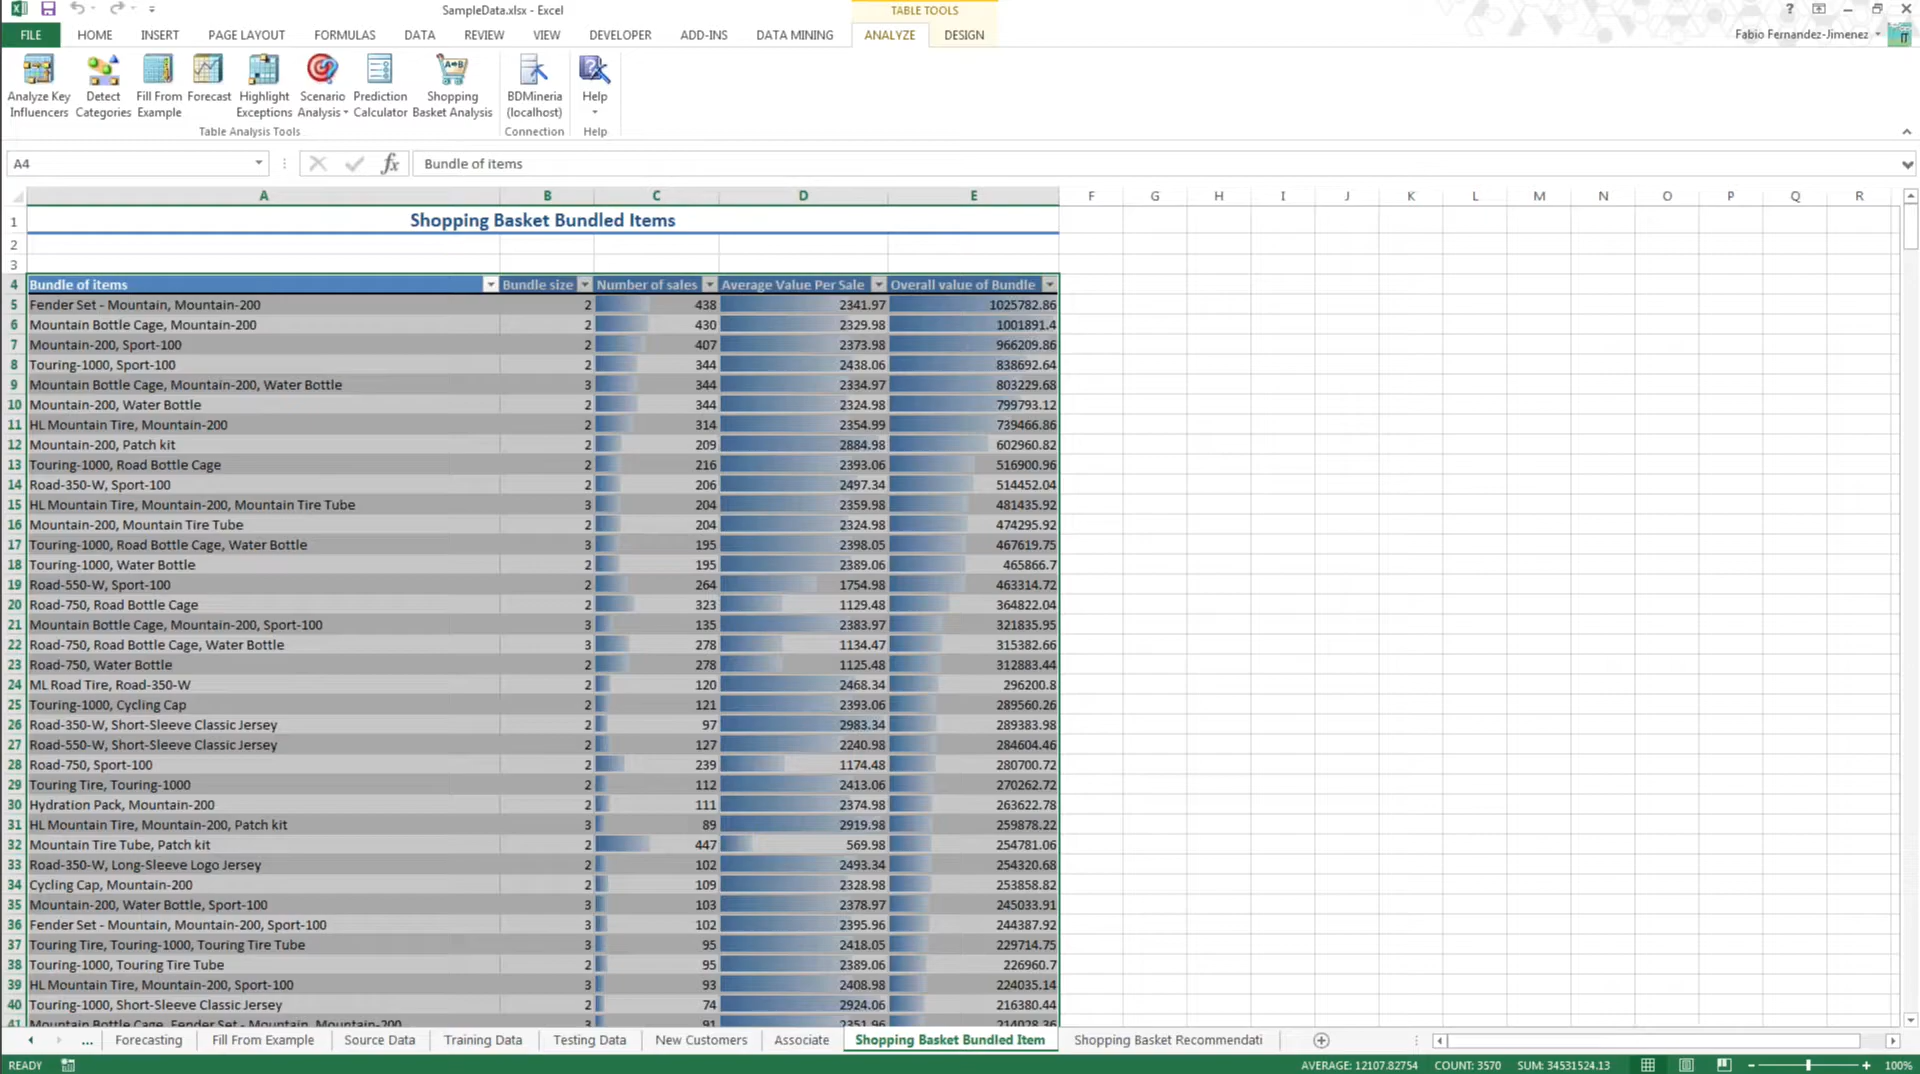 SampleData.xlsx - Excel
TABLE TOOLS
?
FILE HOME INSERT PAGE LAYOUT FORMULAS DATA REVIEW VIEW DEVELOPER ADD-INS DATA MINING ANALYZE DESIGN Fabio Fernandez-Jimenez IT
Analyze Key Influencers
Detect Categories
Fill From Example
Forecast
Highlight Exceptions
Scenario Analysis
Prediction Calculator
Shopping Basket Analysis
BDMineria (localhost)
Help
Table Analysis Tools Connection Help
A4 fx Bundle of items
A B C D E F G H I J K L M N O P Q R
1 Shopping Basket Bundled Items
2
3
4 Bundle of items Bundle size Number of sales Average Value Per Sale Overall value of Bundle
5 Fender Set - Mountain, Mountain-200 2 438 2341.97 1025782.86
6 Mountain Bottle Cage, Mountain-200 2 430 2329.98 1001891.4
7 Mountain-200, Sport-100 2 407 2373.98 966209.86
8 Touring-1000, Sport-100 2 344 2438.06 838692.64
9 Mountain Bottle Cage, Mountain-200, Water Bottle 3 344 2334.97 803229.68
10 Mountain-200, Water Bottle 2 344 2324.98 799793.12
11 HL Mountain Tire, Mountain-200 2 314 2354.99 739466.86
12 Mountain-200, Patch kit 2 209 2884.98 602960.82
13 Touring-1000, Road Bottle Cage 2 216 2393.06 516900.96
14 Road-350-W, Sport-100 2 206 2497.34 514452.04
15 HL Mountain Tire, Mountain-200, Mountain Tire Tube 3 204 2359.98 481435.92
16 Mountain-200, Mountain Tire Tube 2 204 2324.98 474295.92
17 Touring-1000, Road Bottle Cage, Water Bottle 3 195 2398.05 467619.75
18 Touring-1000, Water Bottle 2 195 2389.06 465866.7
19 Road-550-W, Sport-100 2 264 1754.98 463314.72
20 Road-750, Road Bottle Cage 2 323 1129.48 364822.04
21 Mountain Bottle Cage, Mountain-200, Sport-100 3 135 2383.97 321835.95
22 Road-750, Road Bottle Cage, Water Bottle 3 278 1134.47 315382.66
23 Road-750, Water Bottle 2 278 1125.48 312883.44
24 ML Road Tire, Road-350-W 2 120 2468.34 296200.8
25 Touring-1000, Cycling Cap 2 121 2393.06 289560.26
26 Road-350-W, Short-Sleeve Classic Jersey 2 97 2983.34 289383.98
27 Road-550-W, Short-Sleeve Classic Jersey 2 127 2240.98 284604.46
28 Road-750, Sport-100 2 239 1174.48 280700.72
29 Touring Tire, Touring-1000 2 112 2413.06 270262.72
30 Hydration Pack, Mountain-200 2 111 2374.98 263622.78
31 HL Mountain Tire, Mountain-200, Patch kit 3 89 2919.98 259878.22
32 Mountain Tire Tube, Patch kit 2 447 569.98 254781.06
33 Road-350-W, Long-Sleeve Logo Jersey 2 102 2493.34 254320.68
34 Cycling Cap, Mountain-200 2 109 2328.98 253858.82
35 Mountain-200, Water Bottle, Sport-100 3 103 2378.97 245033.91
36 Fender Set - Mountain, Mountain-200, Sport-100 3 102 2395.96 244387.92
37 Touring Tire, Touring-1000, Touring Tire Tube 3 95 2418.05 229714.75
38 Touring-1000, Touring Tire Tube 2 95 2389.06 226960.7
39 HL Mountain Tire, Mountain-200, Sport-100 3 93 2408.98 224035.14
40 Touring-1000, Short-Sleeve Classic Jersey 2 74 2924.06 216380.44
41 Mountain Bottle Cage, Fender Set - Mountain, Mountain-200 3 91 2351.96 214028.36
... Forecasting Fill From Example Source Data Training Data Testing Data New Customers Associate Shopping Basket Bundled Item Shopping Basket Recommendati
READY AVERAGE: 12107.82754 COUNT: 3570 SUM: 34531524.13 100%